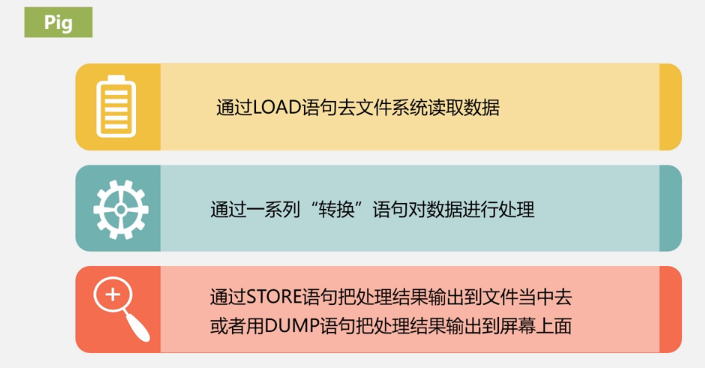 Pig
通过LOAD语句去文件系统读取数据
通过一系列“转换”语句对数据进行处理
通过STORE语句把处理结果输出到文件当中去
或者用DUMP语句把处理结果输出到屏幕上面